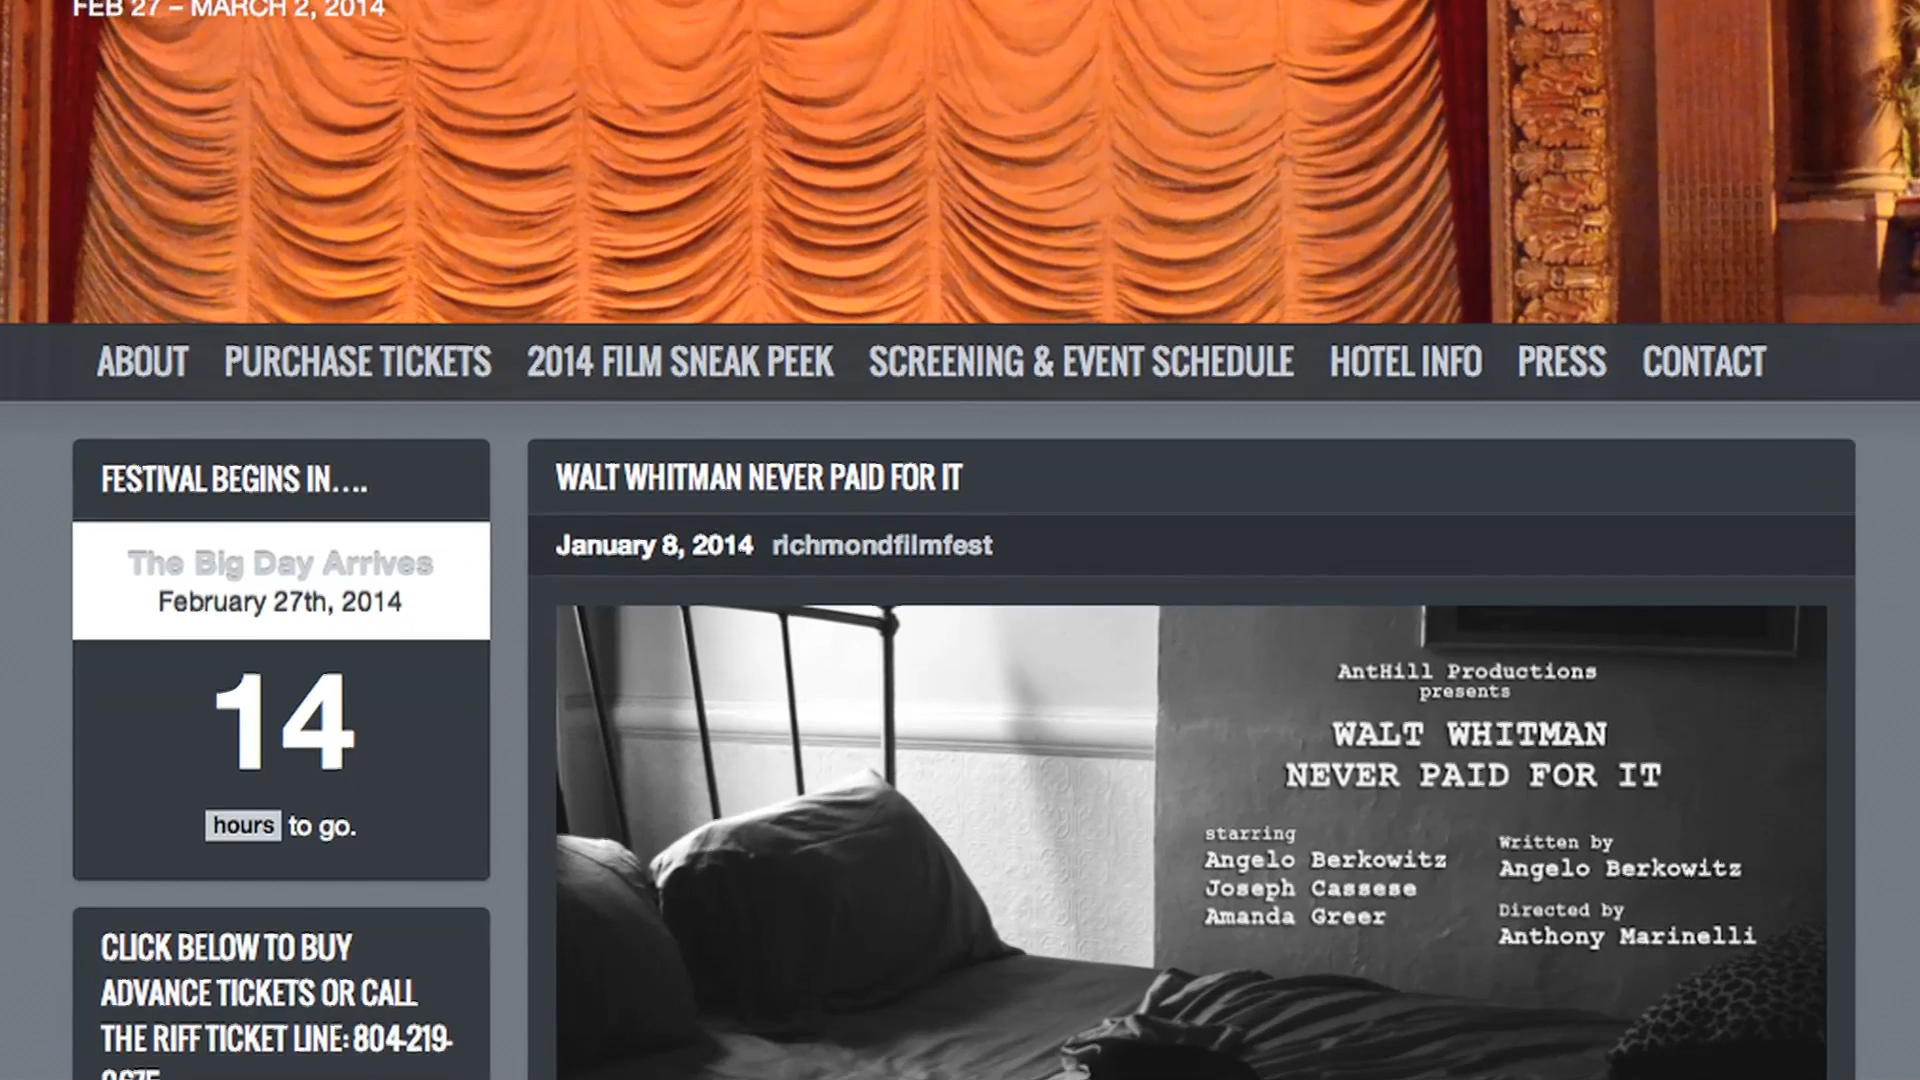 FEB 27 – MARCH 2, 2014
ABOUT PURCHASE TICKETS 2014 FILM SNEAK PEEK SCREENING & EVENT SCHEDULE HOTEL INFO PRESS CONTACT
FESTIVAL BEGINS IN....
The Big Day Arrives
February 27th, 2014
14
hours to go.
CLICK BELOW TO BUY
ADVANCE TICKETS OR CALL
THE RIFF TICKET LINE: 804-219-
WALT WHITMAN NEVER PAID FOR IT
January 8, 2014 richmondfilmfest
AntHill Productions
presents
WALT WHITMAN
NEVER PAID FOR IT
starring
Angelo Berkowitz
Joseph Cassese
Amanda Greer
Written by
Angelo Berkowitz
Directed by
Anthony Marinelli